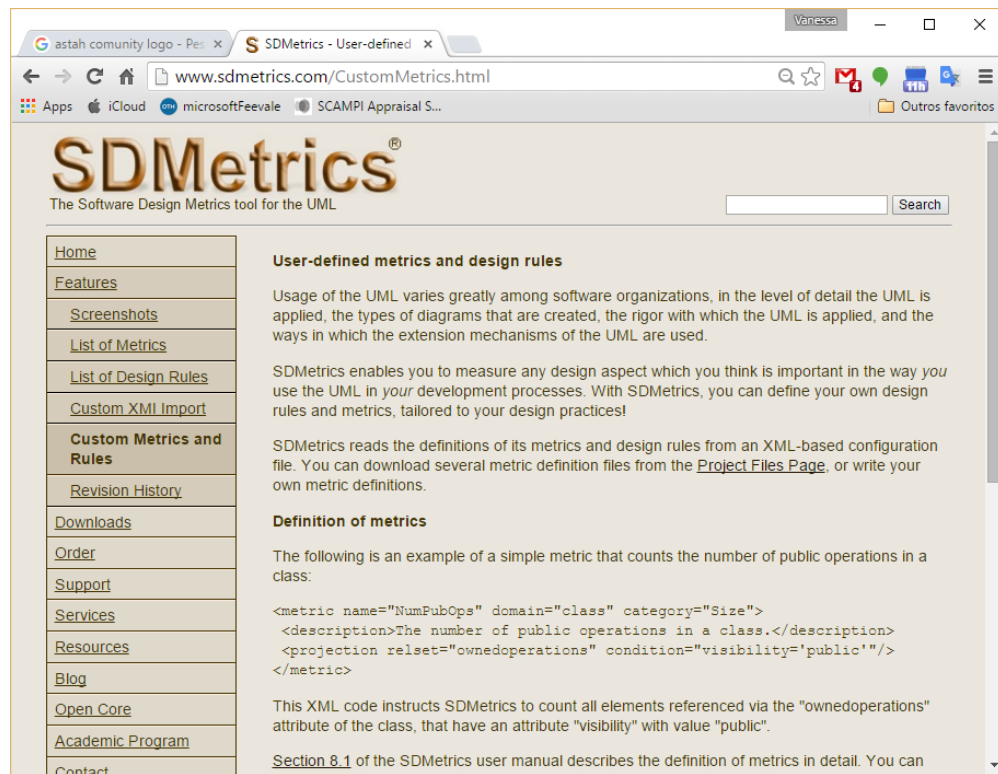 Vanessa
astah comunity logo - Pes
SDMetrics - User-defined
www.sdmetrics.com/CustomMetrics.html
4
11h
Apps
iCloud
microsoftFeevale
SCAMPI Appraisal S...
Outros favoritos
SDMetrics®
The Software Design Metrics tool for the UML
Search
Home
Features
Screenshots
List of Metrics
List of Design Rules
Custom XMI Import
Custom Metrics and
Rules
Revision History
Downloads
Order
Support
Services
Resources
Blog
Open Core
Academic Program
Contact
User-defined metrics and design rules
Usage of the UML varies greatly among software organizations, in the level of detail the UML is
applied, the types of diagrams that are created, the rigor with which the UML is applied, and the
ways in which the extension mechanisms of the UML are used.
SDMetrics enables you to measure any design aspect which you think is important in the way you
use the UML in your development processes. With SDMetrics, you can define your own design
rules and metrics, tailored to your design practices!
SDMetrics reads the definitions of its metrics and design rules from an XML-based configuration
file. You can download several metric definition files from the Project Files Page, or write your
own metric definitions.
Definition of metrics
The following is an example of a simple metric that counts the number of public operations in a
class:
<metric name="NumPubOps" domain="class" category="Size">
<description>The number of public operations in a class.</description>
<projection relset="ownedoperations" condition="visibility='public'"/>
</metric>
This XML code instructs SDMetrics to count all elements referenced via the "ownedoperations"
attribute of the class, that have an attribute "visibility" with value "public".
Section 8.1 of the SDMetrics user manual describes the definition of metrics in detail. You can